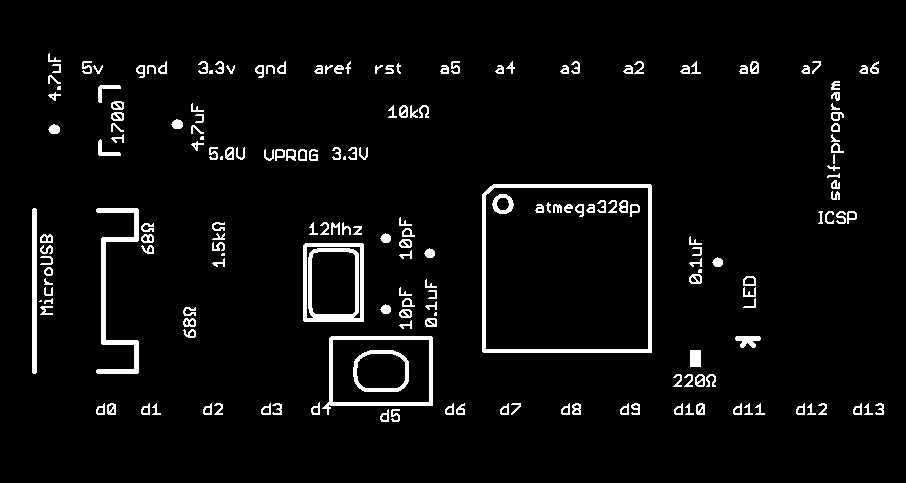 5v gnd 3.3v gnd aref rst a5 a4 a3 a2 a1 a0 a7 a6
4.7uF
1700
4.7uF
10kΩ
5.0V VPROG 3.3V
self-program
ICSP
atmega328p
12Mhz
MicroUSB
68Ω
1.5kΩ
10pF
0.1uF
LED
68Ω
10pF
0.1uF
220Ω
d0 d1 d2 d3 d4 d5 d6 d7 d8 d9 d10 d11 d12 d13